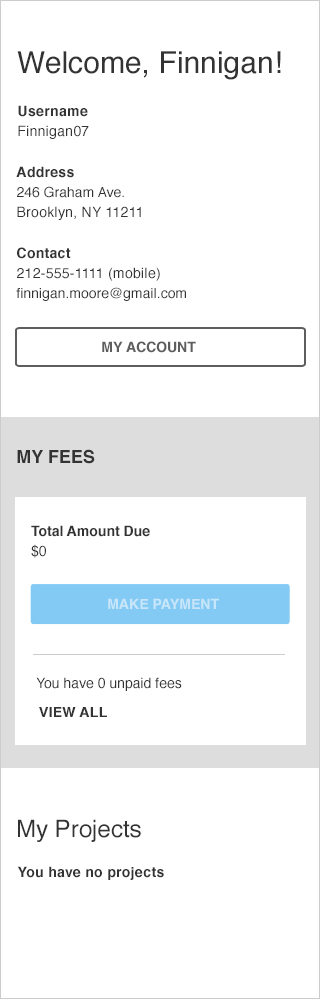 Welcome, Finnigan!
Username
Finnigan07
Address
246 Graham Ave.
Brooklyn, NY 11211
Contact
212-555-1111 (mobile)
finnigan.moore@gmail.com
MY ACCOUNT
MY FEES
Total Amount Due
$0
MAKE PAYMENT
You have 0 unpaid fees
VIEW ALL
My Projects
You have no projects